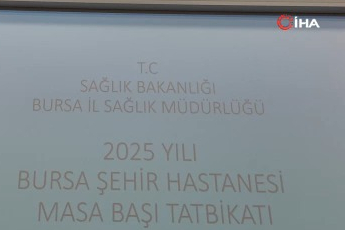 İHA
T.C
SAĞLIK BAKANLIĞI
BURSA İL SAĞLIK MÜDÜRLÜĞÜ
2025 YILI
BURSA ŞEHİR HASTANESİ
MASA BAŞI TATBİKATI